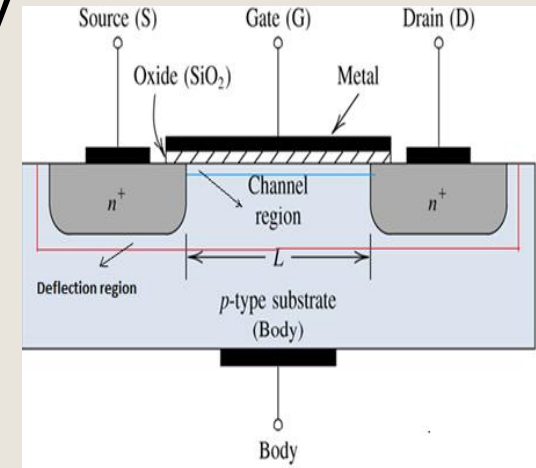 Source (S)
Gate (G)
Drain (D)
Oxide (SiO₂)
Metal
n⁺
Channel
region
n⁺
L
Deflection region
p-type substrate
(Body)
Body